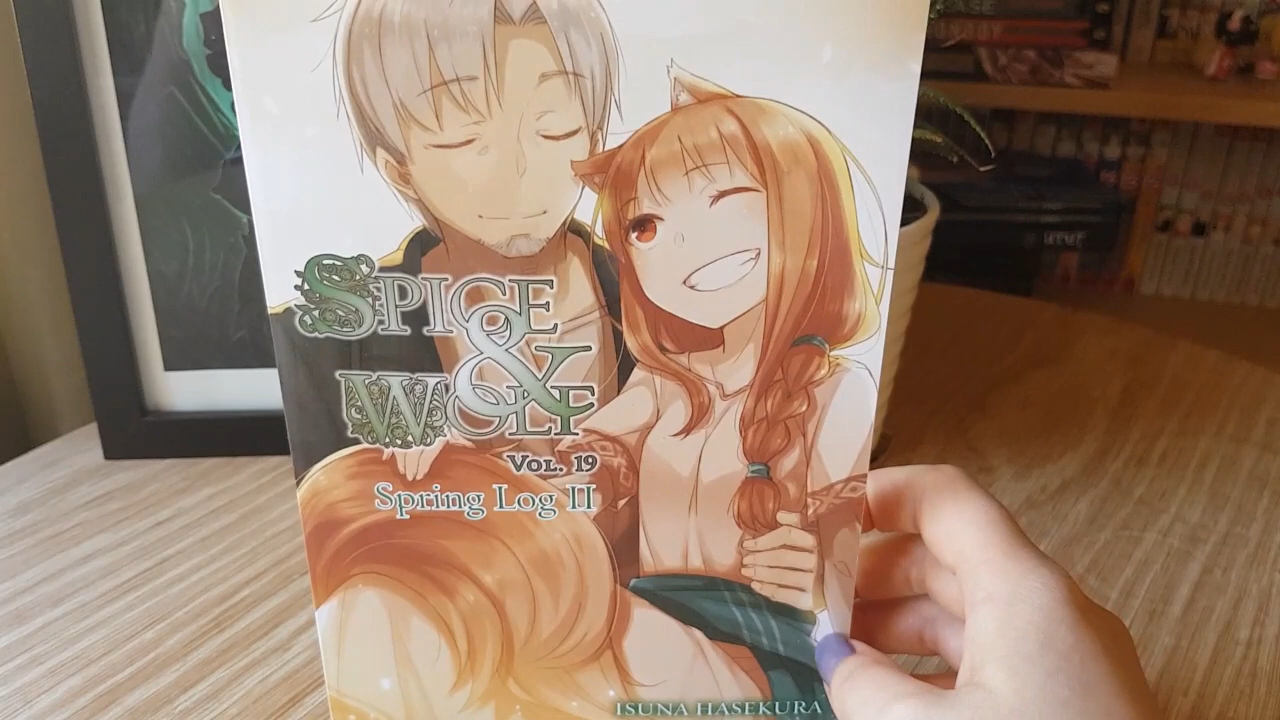 SPICE
&
WOLF
VOL. 19
Spring Log II
ISUNA HASEKURA